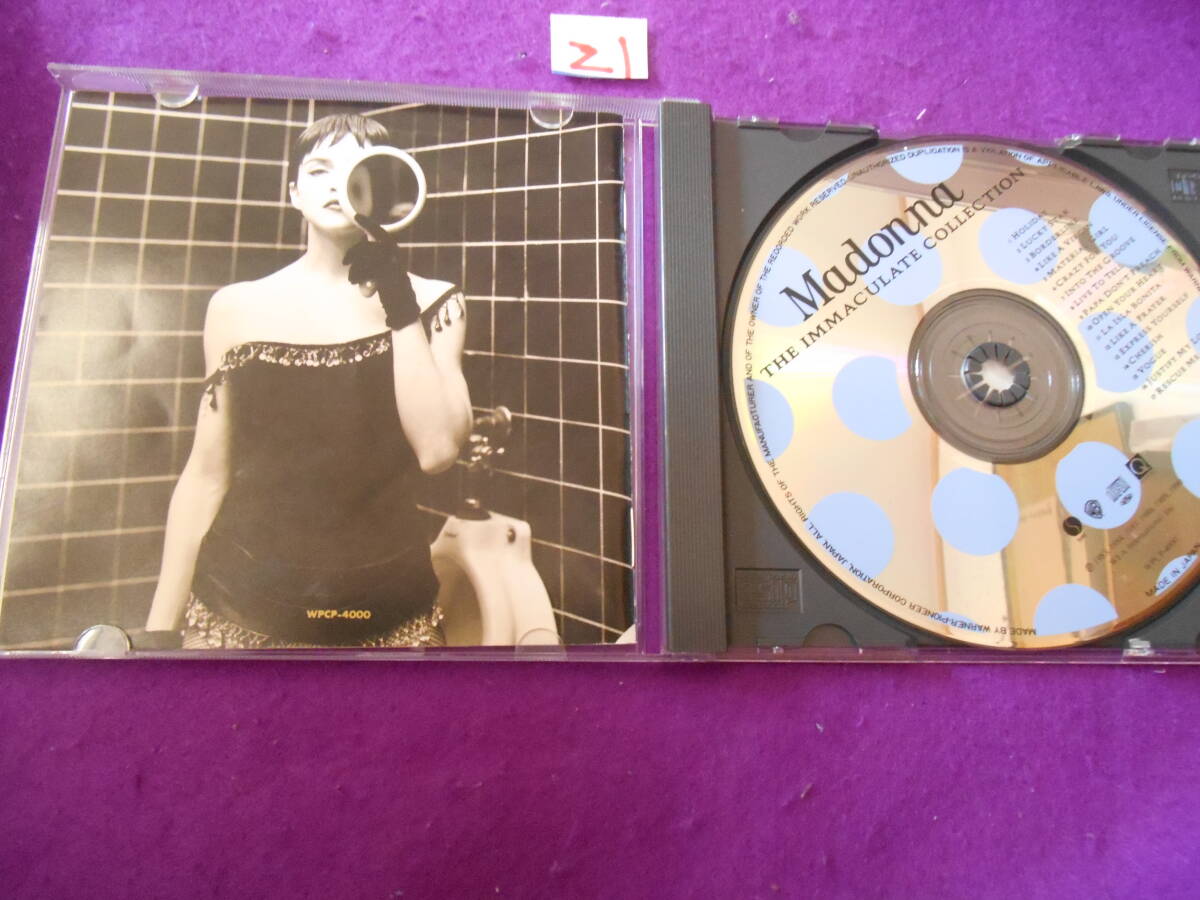 21
WPCP-4000
Madonna
THE IMMACULATE COLLECTION
HOLIDAY
LUCKY
BORDERLINE
LIKE A VIRGIN
MATERIAL GIRL
CRAZY FOR YOU
INTO THE GROOVE
LIVE TO TELL
PAPA DON'T PREACH
OPEN YOUR HEART
LA ISLA BONITA
LIKE A PRAYER
EXPRESS YOURSELF
CHERISH
VOGUE
JUSTIFY MY
RESCUE
MADE IN JAPAN
MADE BY WARNER-PIONEER CORPORATION, JAPAN. ALL RIGHTS OF THE MANUFACTURER AND OF THE OWNER OF THE RECORDED WORK RESERVED. UNAUTHORIZED DUPLICATION IS A VIOLATION OF APPLICABLE LAWS